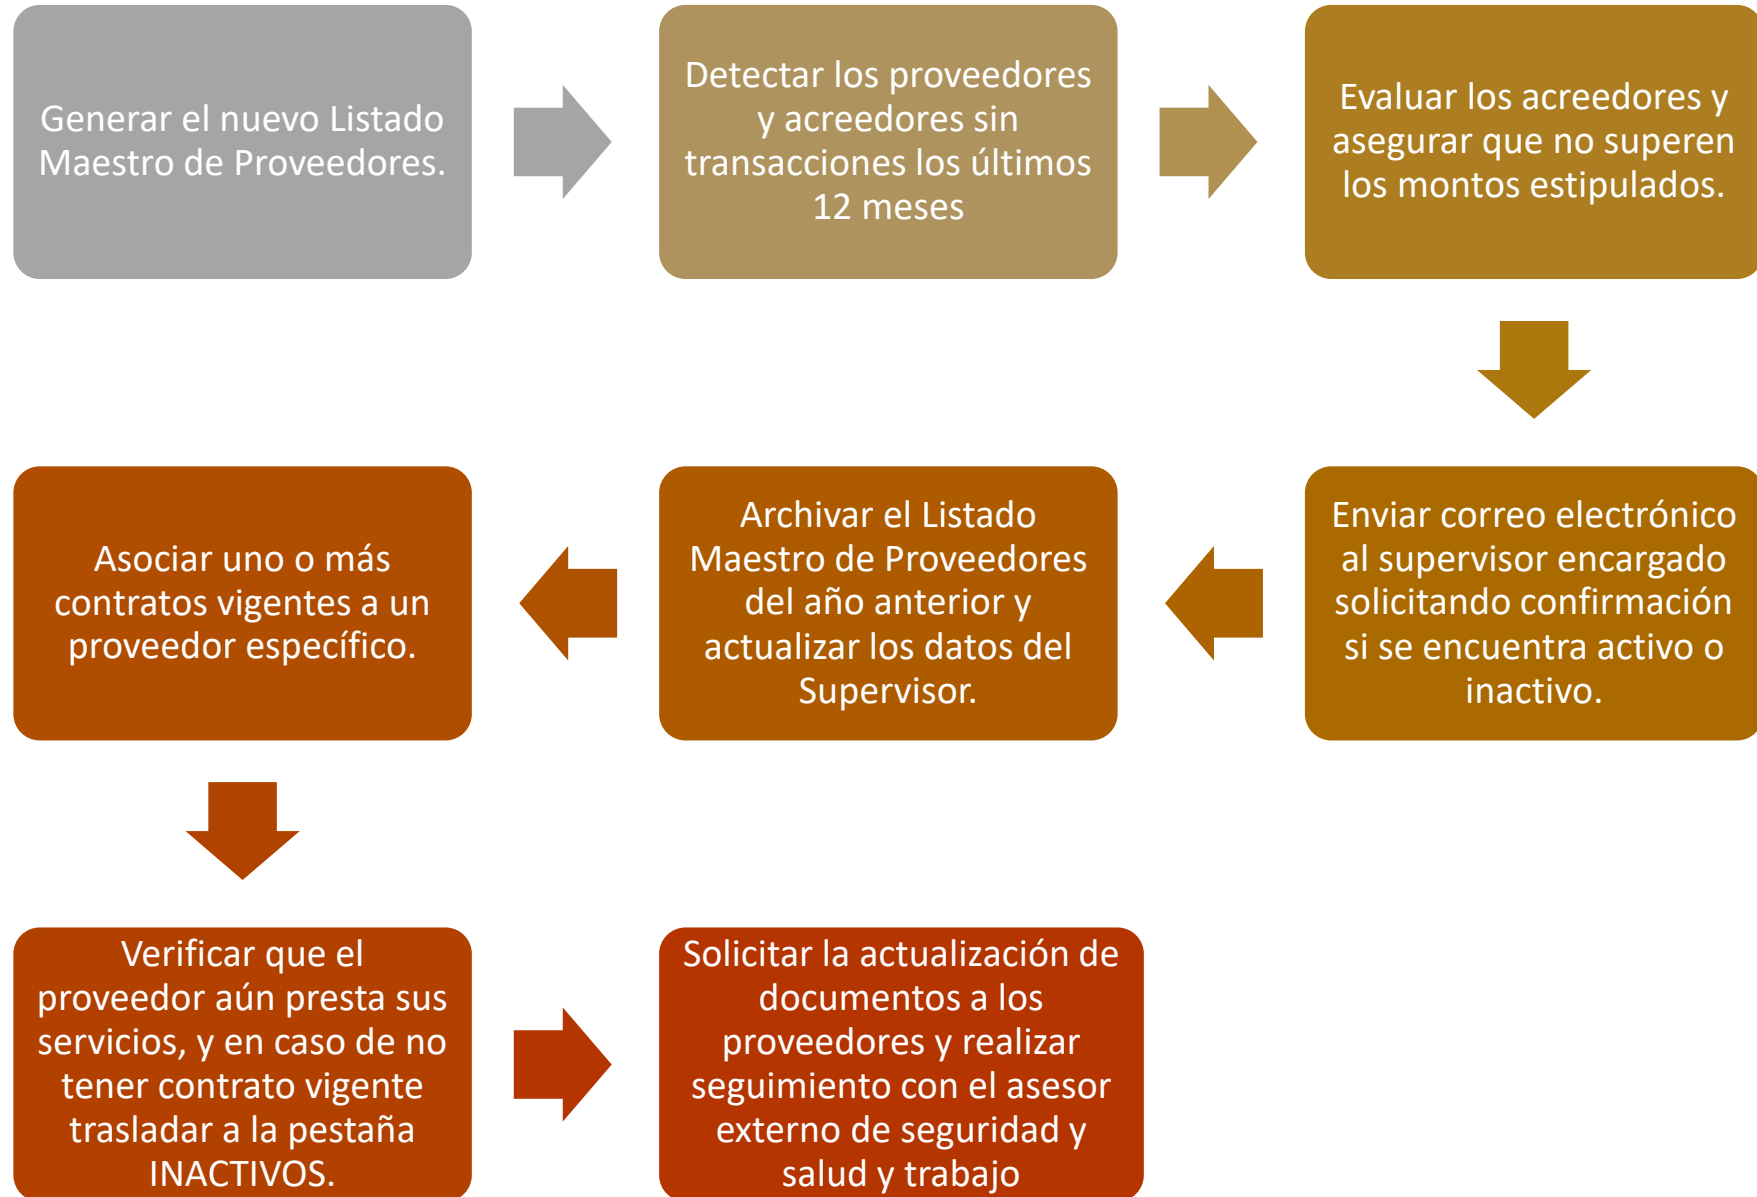 Generar el nuevo Listado
Maestro de Proveedores.
Detectar los proveedores
y acreedores sin
transacciones los últimos
12 meses
Evaluar los acreedores y
asegurar que no superen
los montos estipulados.
Enviar correo electrónico
al supervisor encargado
solicitando confirmación
si se encuentra activo o
inactivo.
Archivar el Listado
Maestro de Proveedores
del año anterior y
actualizar los datos del
Supervisor.
Asociar uno o más
contratos vigentes a un
proveedor específico.
Verificar que el
proveedor aún presta sus
servicios, y en caso de no
tener contrato vigente
trasladar a la pestaña
INACTIVOS.
Solicitar la actualización de
documentos a los
proveedores y realizar
seguimiento con el asesor
externo de seguridad y
salud y trabajo